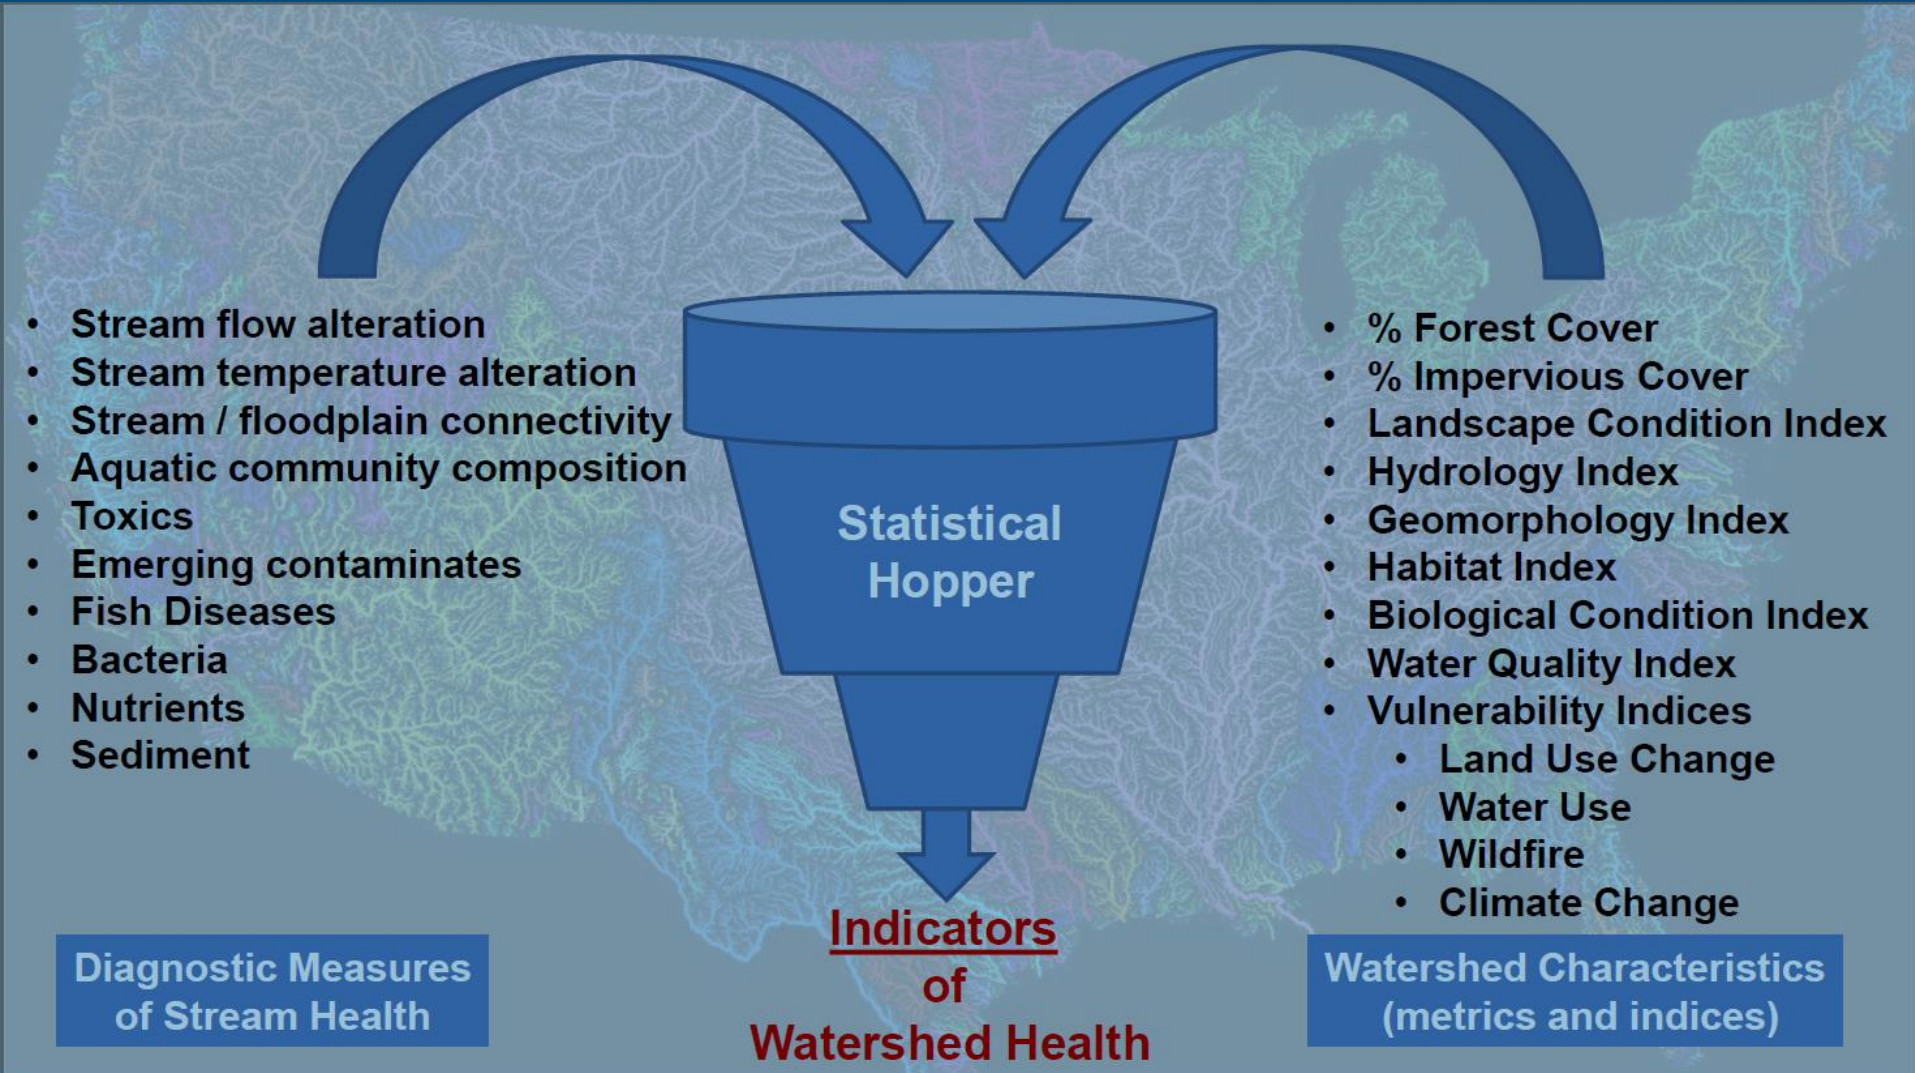 • Stream flow alteration
• Stream temperature alteration
• Stream / floodplain connectivity
• Aquatic community composition
• Toxics
• Emerging contaminates
• Fish Diseases
• Bacteria
• Nutrients
• Sediment
Diagnostic Measures
of Stream Health
Statistical
Hopper
Indicators
of
Watershed Health
• % Forest Cover
• % Impervious Cover
• Landscape Condition Index
• Hydrology Index
• Geomorphology Index
• Habitat Index
• Biological Condition Index
• Water Quality Index
• Vulnerability Indices
• Land Use Change
• Water Use
• Wildfire
• Climate Change
Watershed Characteristics
(metrics and indices)